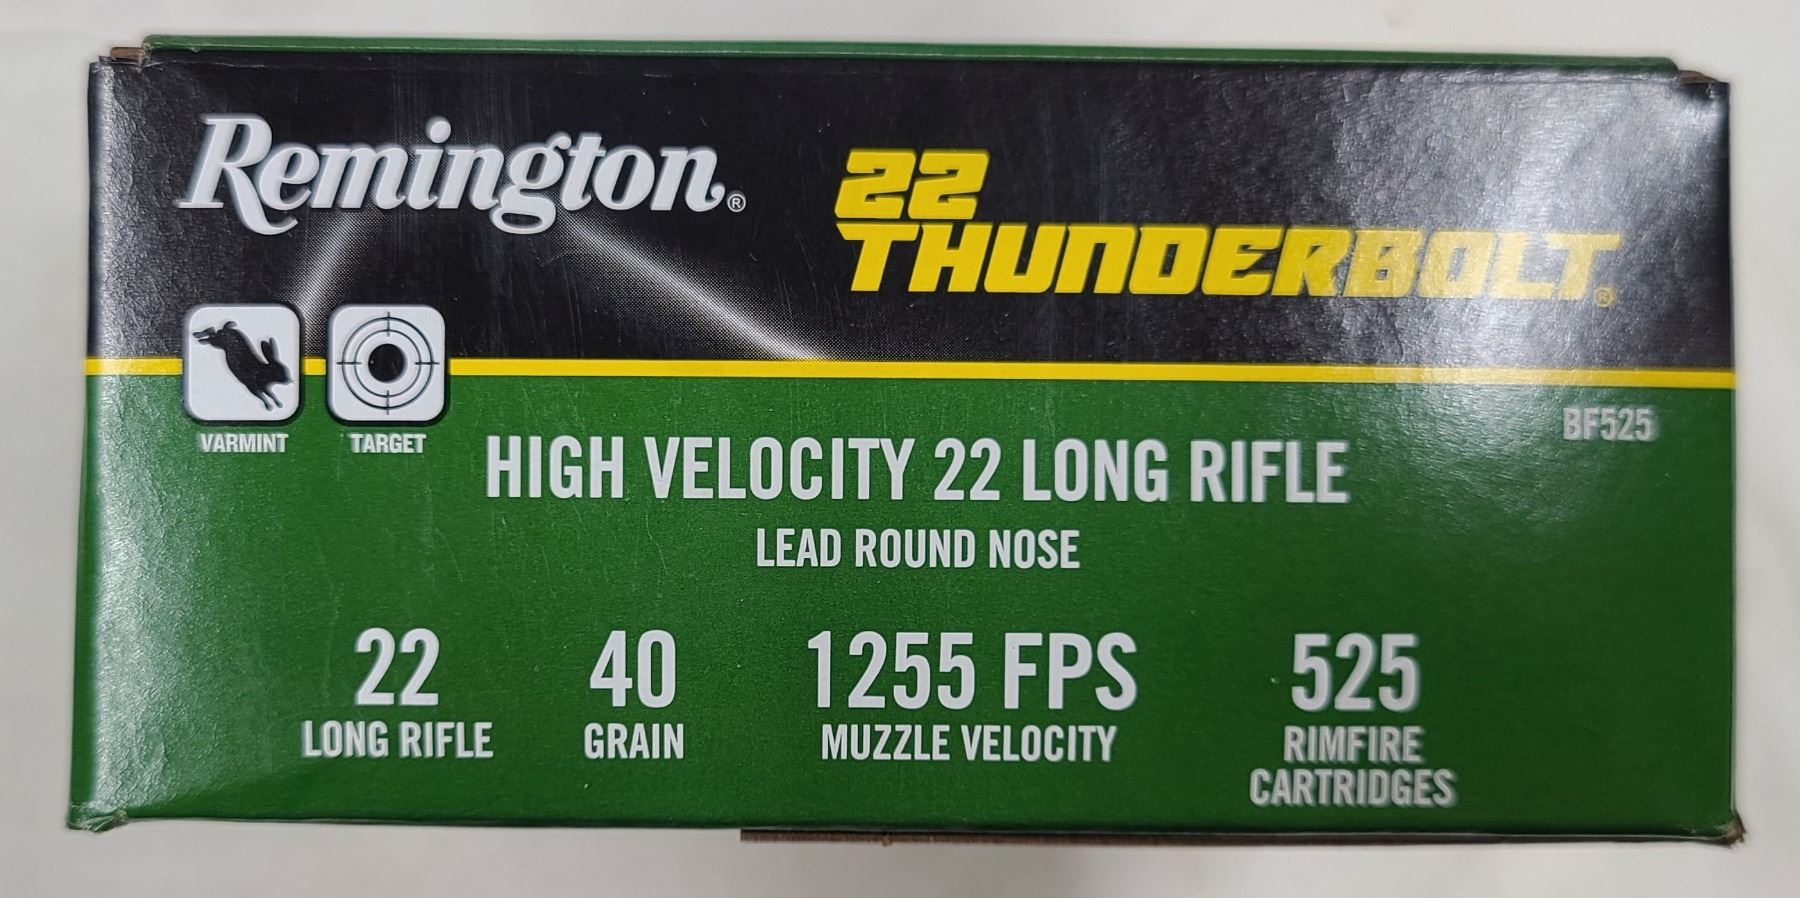 Remington®
22
THUNDERBOLT®
VARMINT
TARGET
BF525
HIGH VELOCITY 22 LONG RIFLE
LEAD ROUND NOSE
22
LONG RIFLE
40
GRAIN
1255 FPS
MUZZLE VELOCITY
525
RIMFIRE
CARTRIDGES